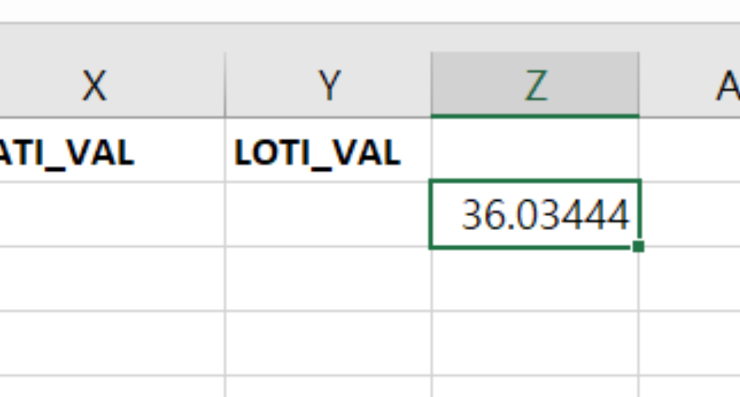 X Y Z A
ATI_VAL LOTI_VAL
36.03444